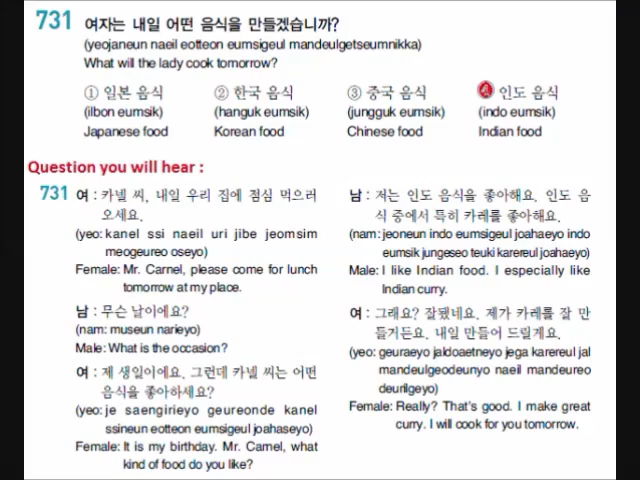 731 여자는 내일 어떤 음식을 만들겠습니까?
(yeojaneun naeil eotteon eumsigeul mandeulgetseumnikka)
What will the lady cook tomorrow?
① 일본 음식 ② 한국 음식 ③ 중국 음식 ④ 인도 음식
(ilbon eumsik) (hanguk eumsik) (jungguk eumsik) (indo eumsik)
Japanese food Korean food Chinese food Indian food
Question you will hear :
731 여 : 카넬 씨, 내일 우리 집에 점심 먹으러
오세요.
(yeo: kanel ssi naeil uri jibe jeomsim
meogeureo oseyo)
Female: Mr. Carnel, please come for lunch
tomorrow at my place.
남 : 무슨 날이에요?
(nam: museun narieyo)
Male: What is the occasion?
여 : 제 생일이에요. 그런데 카넬 씨는 어떤
음식을 좋아하세요?
(yeo: je saengirieyo geureonde kanel
ssineun eotteon eumsigeul joahaseyo)
Female: It is my birthday. Mr. Carnel, what
kind of food do you like?
남 : 저는 인도 음식을 좋아해요. 인도 음
식 중에서 특히 카레를 좋아해요.
(nam: jeoneun indo eumsigeul joahaeyo indo
eumsik jungeseo teuki karereul joahaeyo)
Male: I like Indian food. I especially like
Indian curry.
여 : 그래요? 잘됐네요. 제가 카레를 잘 만
들거든요. 내일 만들어 드릴게요.
(yeo: geuraeyo jaldoaetneyo jega karereul jal
mandeulgeodeunyo naeil mandeureo
deurilgeyo)
Female: Really? That's good. I make great
curry. I will cook for you tomorrow.